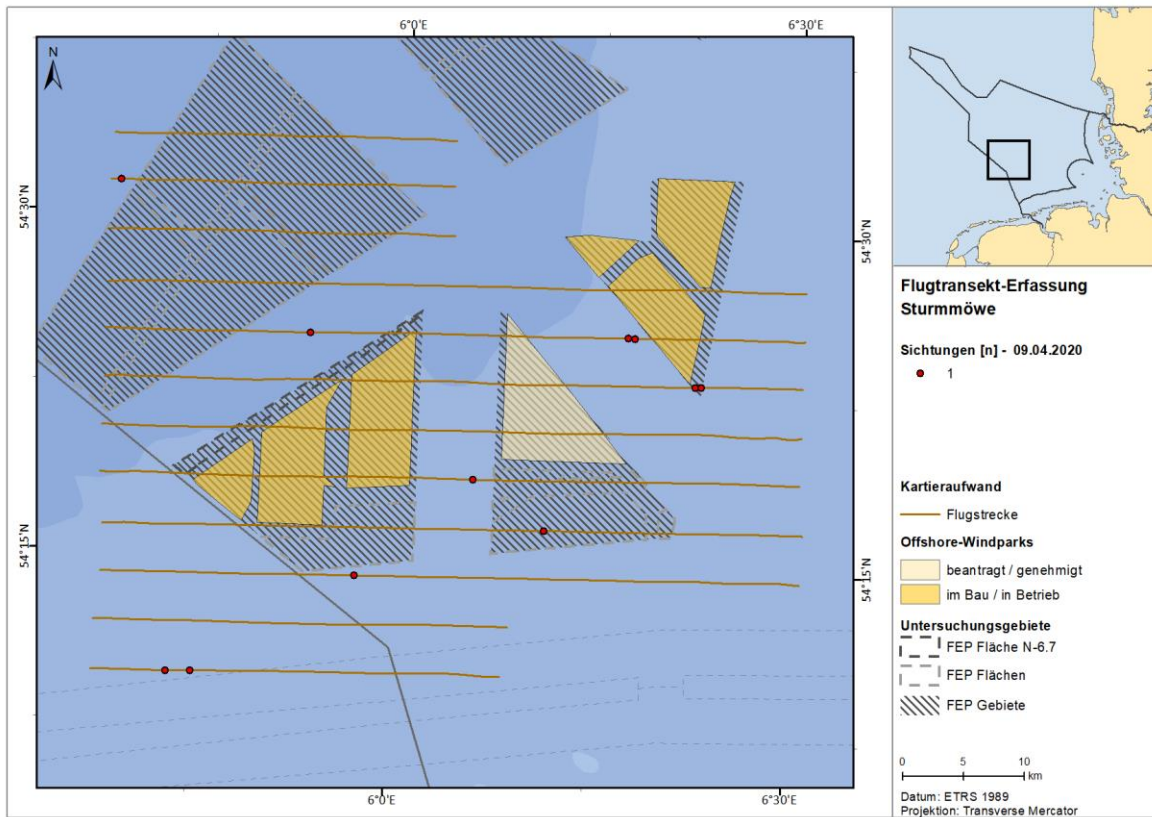 6°0'E
6°30'E
N
54°30'N
54°30'N
54°15'N
54°15'N
6°0'E
6°30'E
Flugtransekt-Erfassung
Sturmmöwe
Sichtungen [n] - 09.04.2020
1
Kartieraufwand
Flugstrecke
Offshore-Windparks
beantragt / genehmigt
im Bau / in Betrieb
Untersuchungsgebiete
FEP Fläche N-6.7
FEP Flächen
FEP Gebiete
0 5 10
km
Datum: ETRS 1989
Projektion: Transverse Mercator